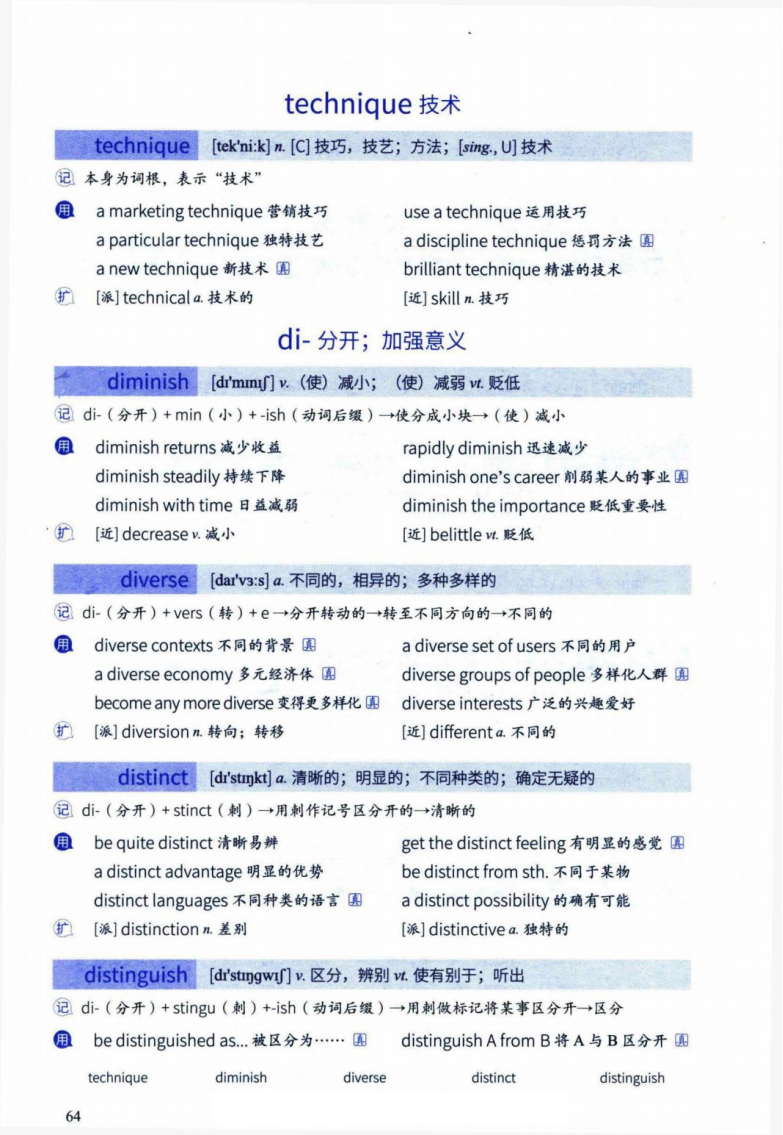 technique 技术
technique [tek'ni:k] n. [C] 技巧，技艺；方法；[sing., U] 技术
记 本身为词根，表示“技术”
用 a marketing technique 营销技巧 use a technique 运用技巧
a particular technique 独特技艺 a discipline technique 惩罚方法 真
a new technique 新技术 真 brilliant technique 精湛的技术
扩 [派] technical a. 技术的 [近] skill n. 技巧
di- 分开；加强意义
diminish [dɪ'mɪnɪʃ] v.（使）减小；（使）减弱 vt. 贬低
记 di-（分开）+ min（小）+ -ish（动词后缀）→使分成小块→（使）减小
用 diminish returns 减少收益 rapidly diminish 迅速减少
diminish steadily 持续下降 diminish one's career 削弱某人的事业 真
diminish with time 日益减弱 diminish the importance 贬低重要性
扩 [近] decrease v. 减小 [近] belittle vt. 贬低
diverse [daɪ'vɜ:s] a. 不同的，相异的；多种多样的
记 di-（分开）+ vers（转）+ e→分开转动的→转至不同方向的→不同的
用 diverse contexts 不同的背景 真 a diverse set of users 不同的用户
a diverse economy 多元经济体 真 diverse groups of people 多样化人群 真
become any more diverse 变得更多样化 真 diverse interests 广泛的兴趣爱好
扩 [派] diversion n. 转向；转移 [近] different a. 不同的
distinct [dɪ'stɪŋkt] a. 清晰的；明显的；不同种类的；确定无疑的
记 di-（分开）+ stinct（刺）→用刺作记号区分开的→清晰的
用 be quite distinct 清晰易辨 get the distinct feeling 有明显的感觉 真
a distinct advantage 明显的优势 be distinct from sth. 不同于某物
distinct languages 不同种类的语言 真 a distinct possibility 的确有可能
扩 [派] distinction n. 差别 [派] distinctive a. 独特的
distinguish [dɪ'stɪŋgwɪʃ] v. 区分，辨别 vt. 使有别于；听出
记 di-（分开）+ stingu（刺）+-ish（动词后缀）→用刺做标记将某事区分开→区分
用 be distinguished as... 被区分为…… 真 distinguish A from B 将 A 与 B 区分开 真
technique diminish diverse distinct distinguish
64